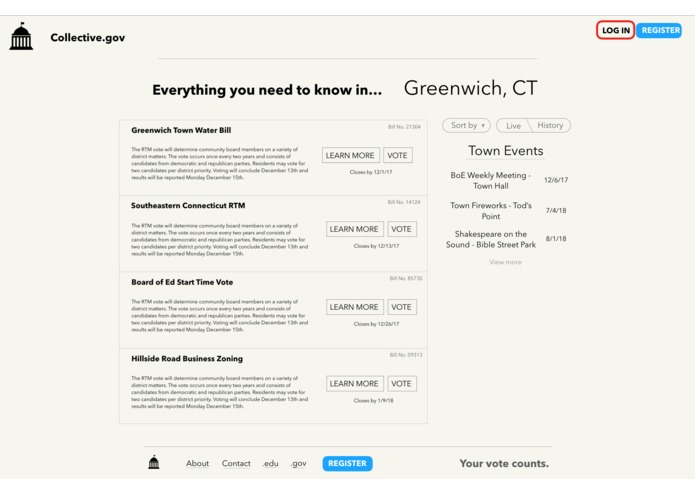 Collective.gov
LOG IN
REGISTER
Everything you need to know in... Greenwich, CT
Greenwich Town Water Bill
Bill No. 21304
The RTM vote will determine community board members on a variety of
district matters. The vote occurs once every two years and consists of
candidates from democratic and republican parties. Residents may vote for
two candidates per district priority. Voting will conclude December 13th and
results will be reported Monday December 15th.
LEARN MORE
VOTE
Closes by 12/1/17
Southeastern Connecticut RTM
Bill No. 14124
The RTM vote will determine community board members on a variety of
district matters. The vote occurs once every two years and consists of
candidates from democratic and republican parties. Residents may vote for
two candidates per district priority. Voting will conclude December 13th and
results will be reported Monday December 15th.
LEARN MORE
VOTE
Closes by 12/13/17
Board of Ed Start Time Vote
Bill No. 85730
The RTM vote will determine community board members on a variety of
district matters. The vote occurs once every two years and consists of
candidates from democratic and republican parties. Residents may vote for
two candidates per district priority. Voting will conclude December 13th and
results will be reported Monday December 15th.
LEARN MORE
VOTE
Closes by 12/26/17
Hillside Road Business Zoning
Bill No. 09313
The RTM vote will determine community board members on a variety of
district matters. The vote occurs once every two years and consists of
candidates from democratic and republican parties. Residents may vote for
two candidates per district priority. Voting will conclude December 13th and
results will be reported Monday December 15th.
LEARN MORE
VOTE
Closes by 1/9/18
Sort by
Live \ History
Town Events
BoE Weekly Meeting -
Town Hall
12/6/17
Town Fireworks - Tod's
Point
7/4/18
Shakespeare on the
Sound - Bible Street Park
8/1/18
View more
About
Contact
.edu
.gov
REGISTER
Your vote counts.